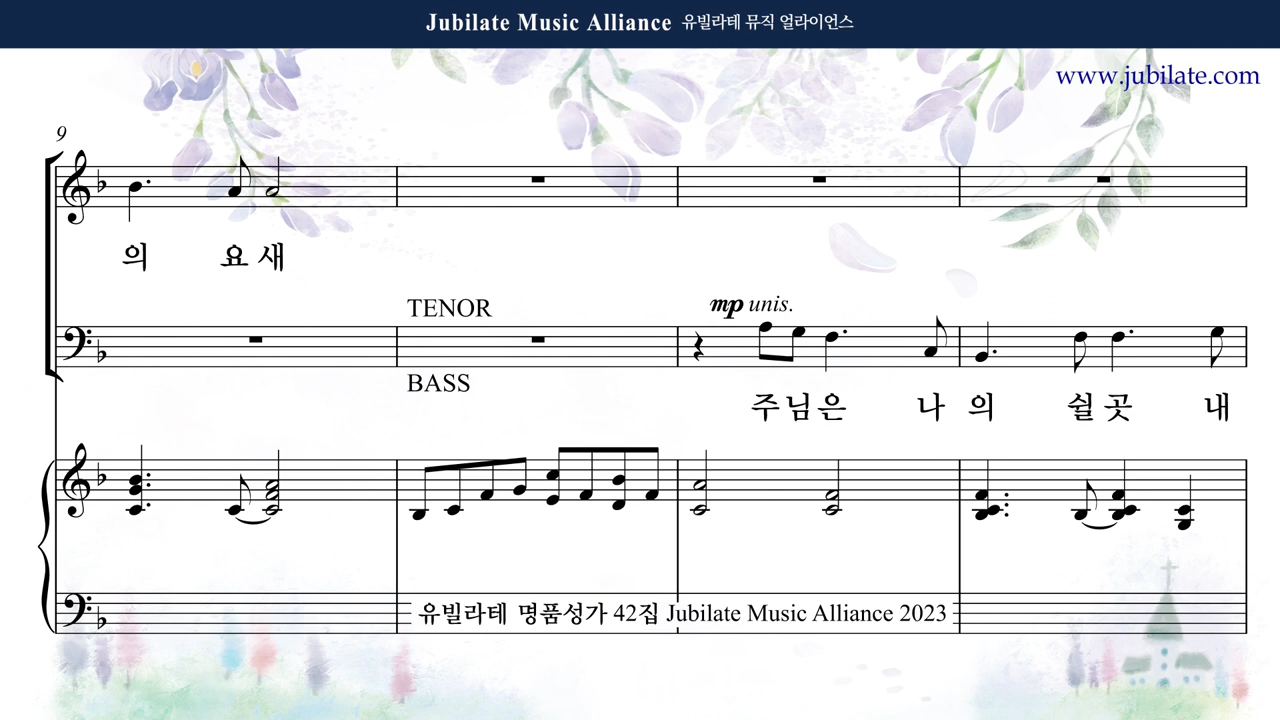 Jubilate Music Alliance 유빌라테 뮤직 얼라이언스
www.jubilate.com
9
의 요 새
TENOR
mp unis.
BASS
주 님 은 나 의 쉴 곳 내
유빌라테 명품성가 42집 Jubilate Music Alliance 2023